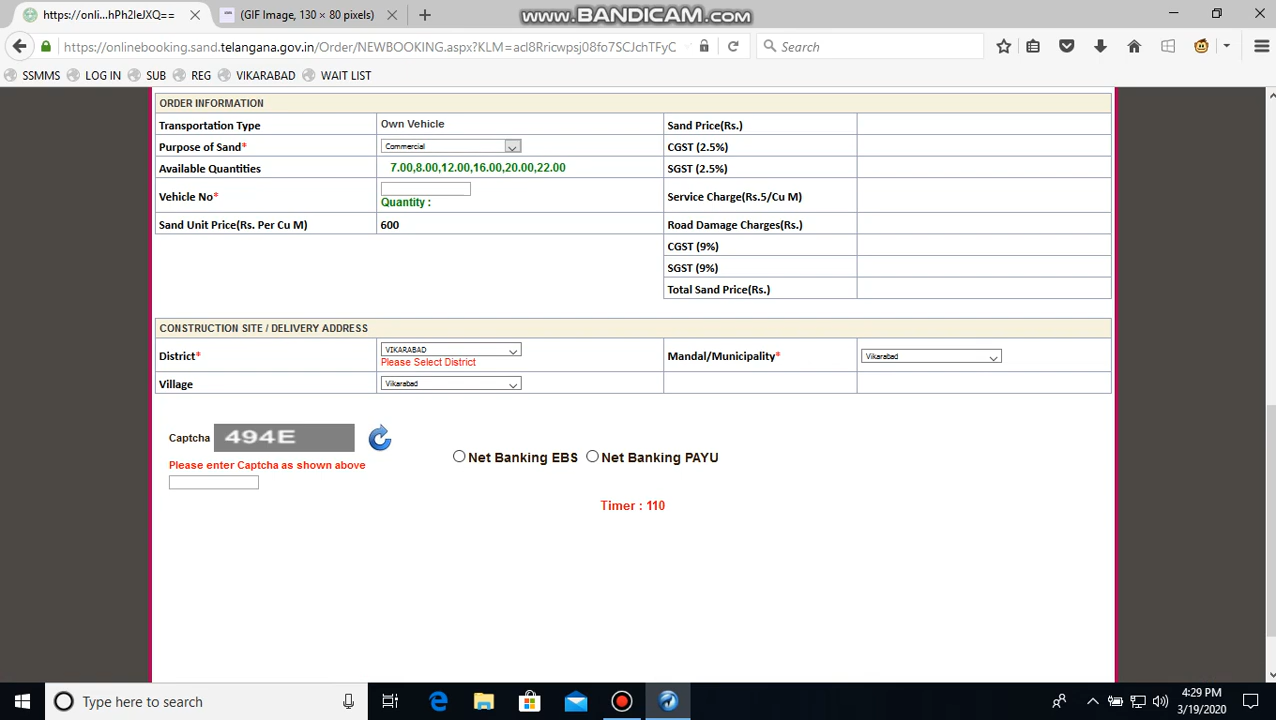 https://onli...hPh2IeJXQ==
(GIF Image, 130 × 80 pixels)
www.BANDICAM.com
https://onlinebooking.sand.telangana.gov.in/Order/NEWBOOKING.aspx?KLM=
Search
SSMMS LOG IN SUB REG VIKARABAD WAIT LIST
ORDER INFORMATION
Transportation Type Own Vehicle Sand Price(Rs.)
Purpose of Sand* Commercial CGST (2.5%)
Available Quantities 7.00,8.00,12.00,16.00,20.00,22.00 SGST (2.5%)
Vehicle No* Service Charge(Rs.5/Cu M)
Quantity :
Sand Unit Price(Rs. Per Cu M) 600 Road Damage Charges(Rs.)
CGST (9%)
SGST (9%)
Total Sand Price(Rs.)
CONSTRUCTION SITE / DELIVERY ADDRESS
District* VIKARABAD Mandal/Municipality* Vikarabad
Please Select District
Village Vikarabad
Captcha 494E
Net Banking EBS Net Banking PAYU
Please enter Captcha as shown above
Timer : 110
Type here to search
4:29 PM
3/19/2020